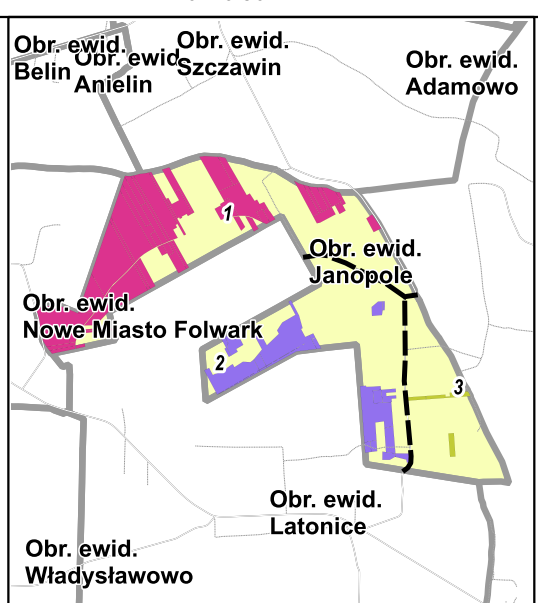 Obr. ewid.
Belin
Obr. ewid.
Anielin
Obr. ewid.
Szczawin
Obr. ewid.
Adamowo
1
Obr. ewid.
Janopole
Obr. ewid.
Nowe Miasto Folwark
2
3
Obr. ewid.
Latonice
Obr. ewid.
Władysławowo